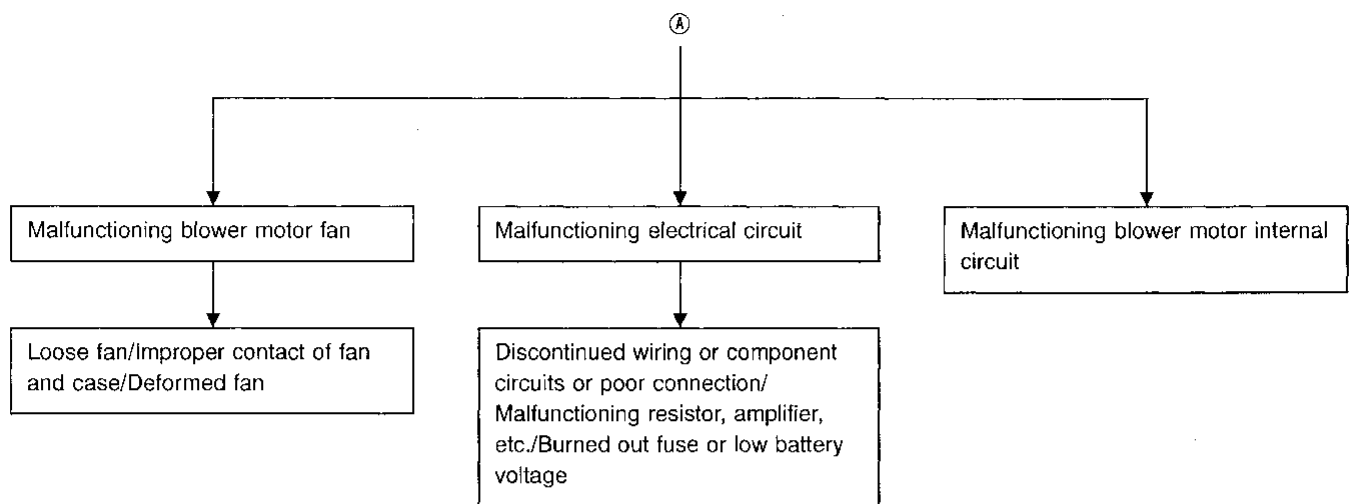 Ⓐ
Malfunctioning blower motor fan
Malfunctioning electrical circuit
Malfunctioning blower motor internal
circuit
Loose fan/Improper contact of fan
and case/Deformed fan
Discontinued wiring or component
circuits or poor connection/
Malfunctioning resistor, amplifier,
etc./Burned out fuse or low battery
voltage